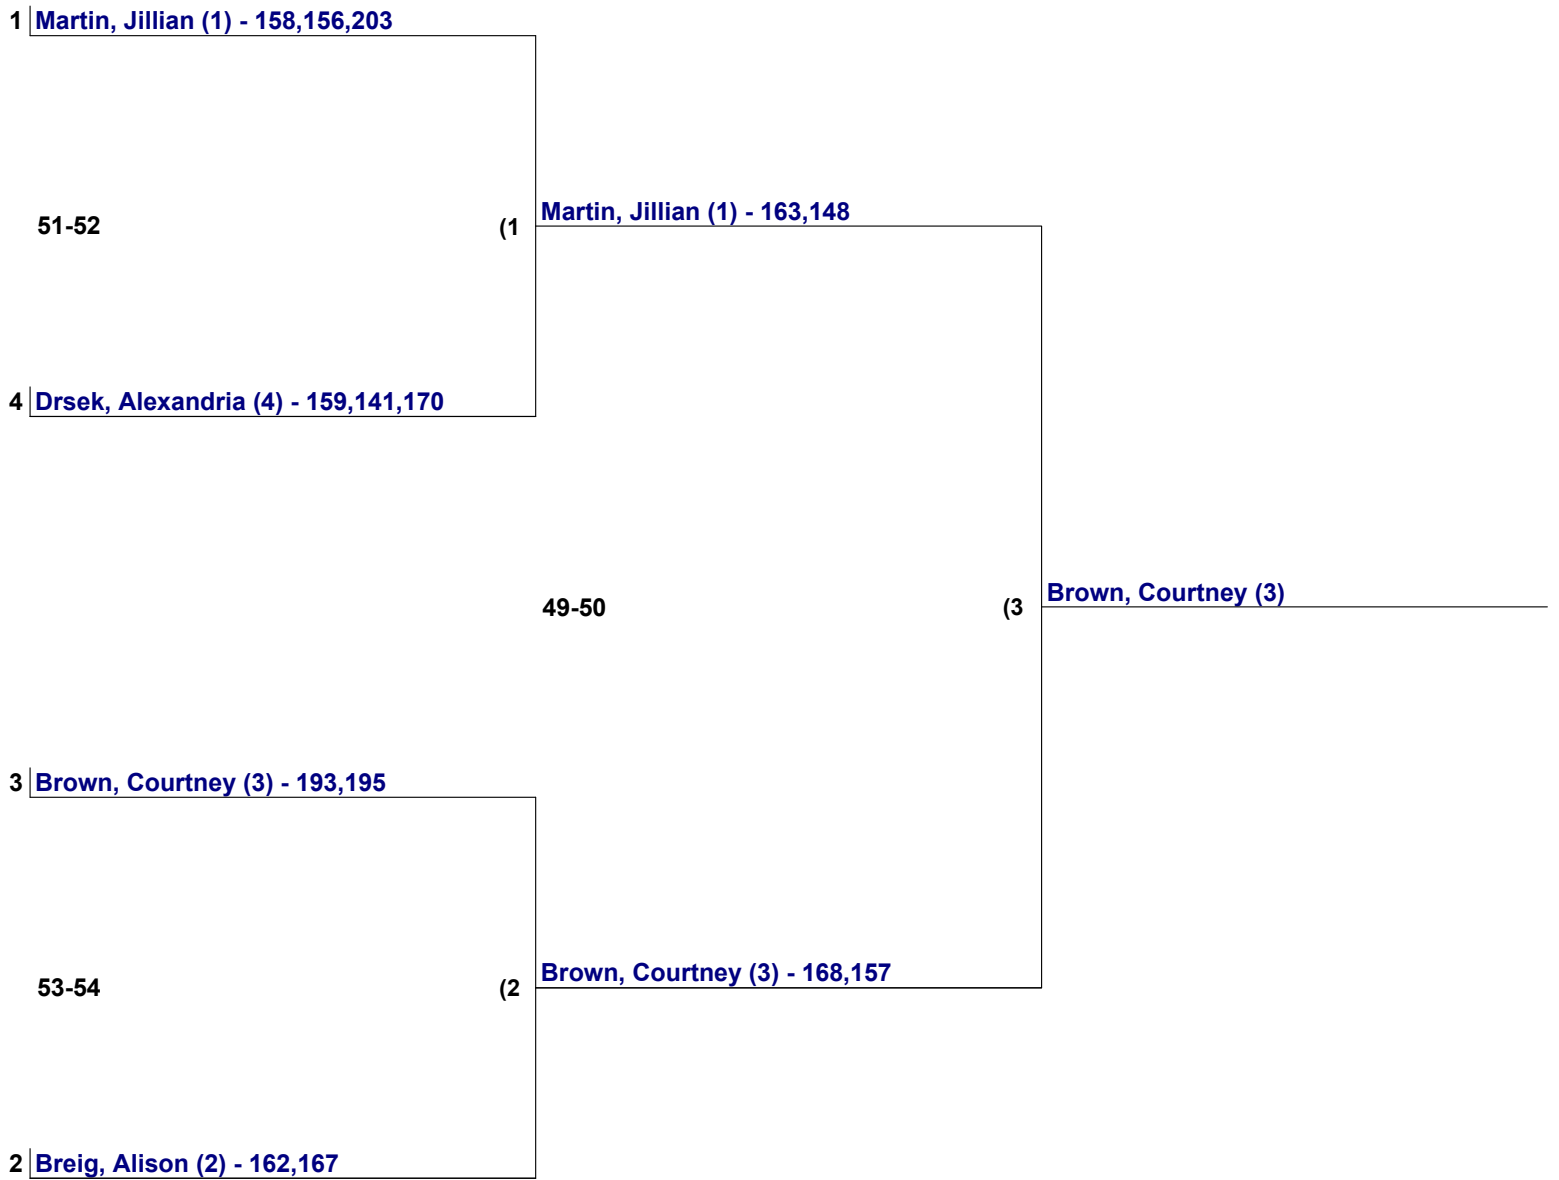 1 Martin, Jillian (1) - 158,156,203
51-52 (1
Martin, Jillian (1) - 163,148
4 Drsek, Alexandria (4) - 159,141,170
49-50 (3
Brown, Courtney (3)
3 Brown, Courtney (3) - 193,195
53-54 (2
Brown, Courtney (3) - 168,157
2 Breig, Alison (2) - 162,167